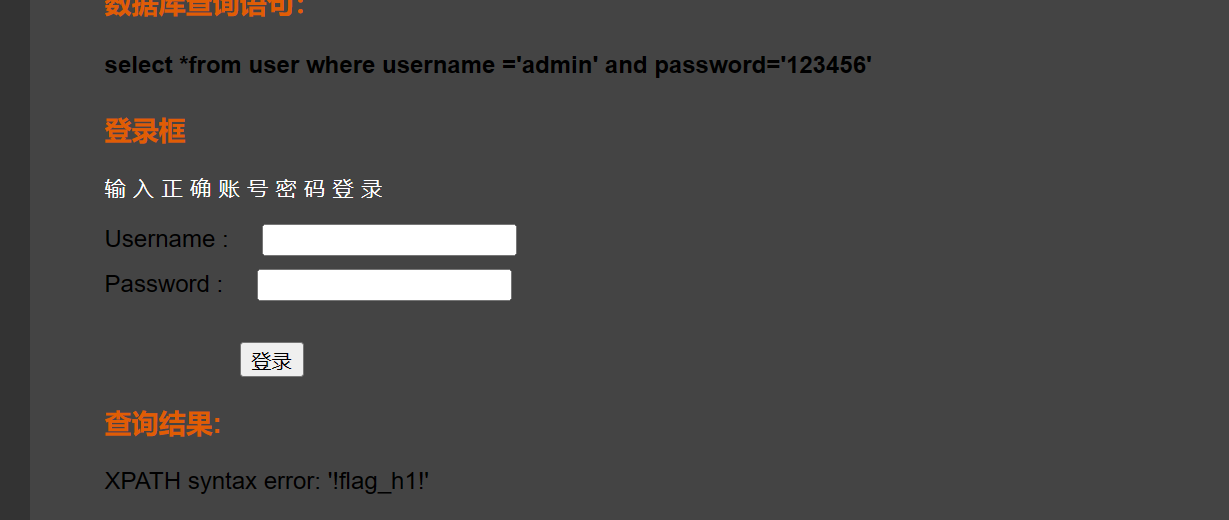 数据库查询语句:
select *from user where username ='admin' and password='123456'
登录框
输入正确账号密码登录
Username :
Password :
登录
查询结果:
XPATH syntax error: '!flag_h1!'